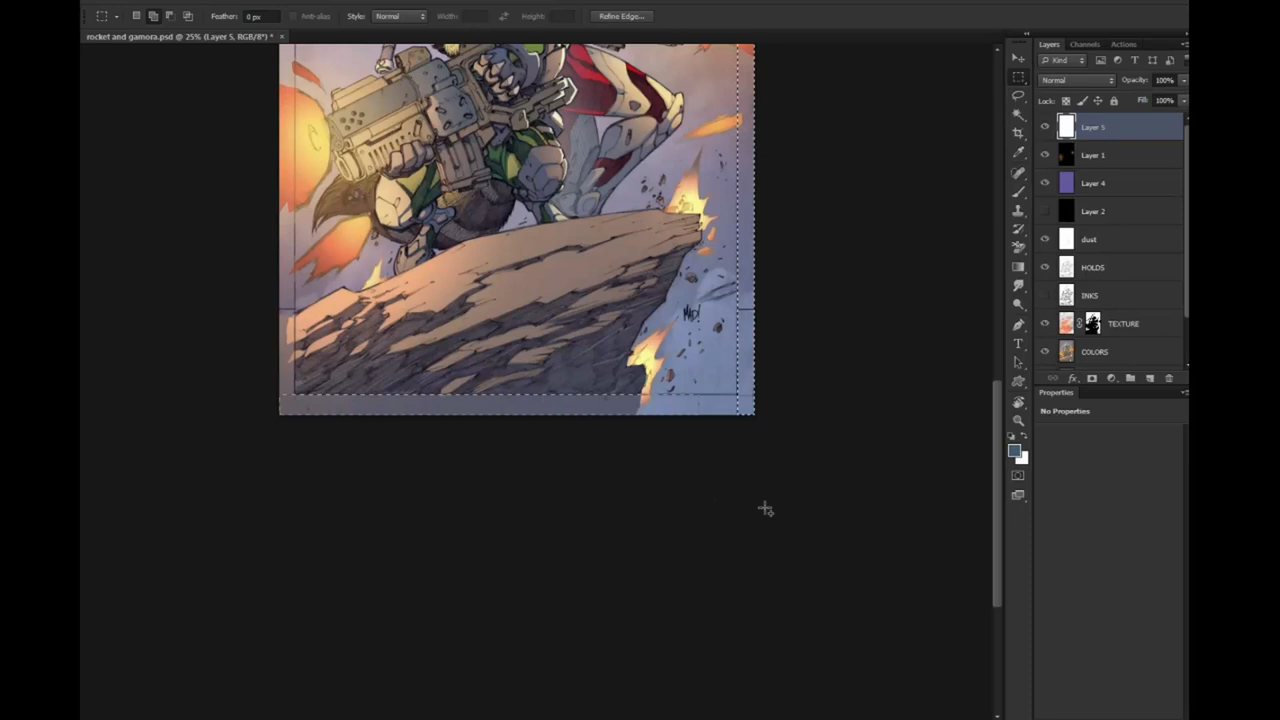 Feather: 0 px Anti-alias Style: Normal Width: Height: Refine Edge...
rocket and gamora.psd @ 25% (Layer 5, RGB/8*) * ×
Layers Channels Actions
Kind
Normal Opacity: 100%
Lock: Fill: 100%
Layer 5
Layer 1
Layer 4
Layer 2
dust
HOLDS
INKS
TEXTURE
COLORS
fx
Properties
No Properties
MAD!